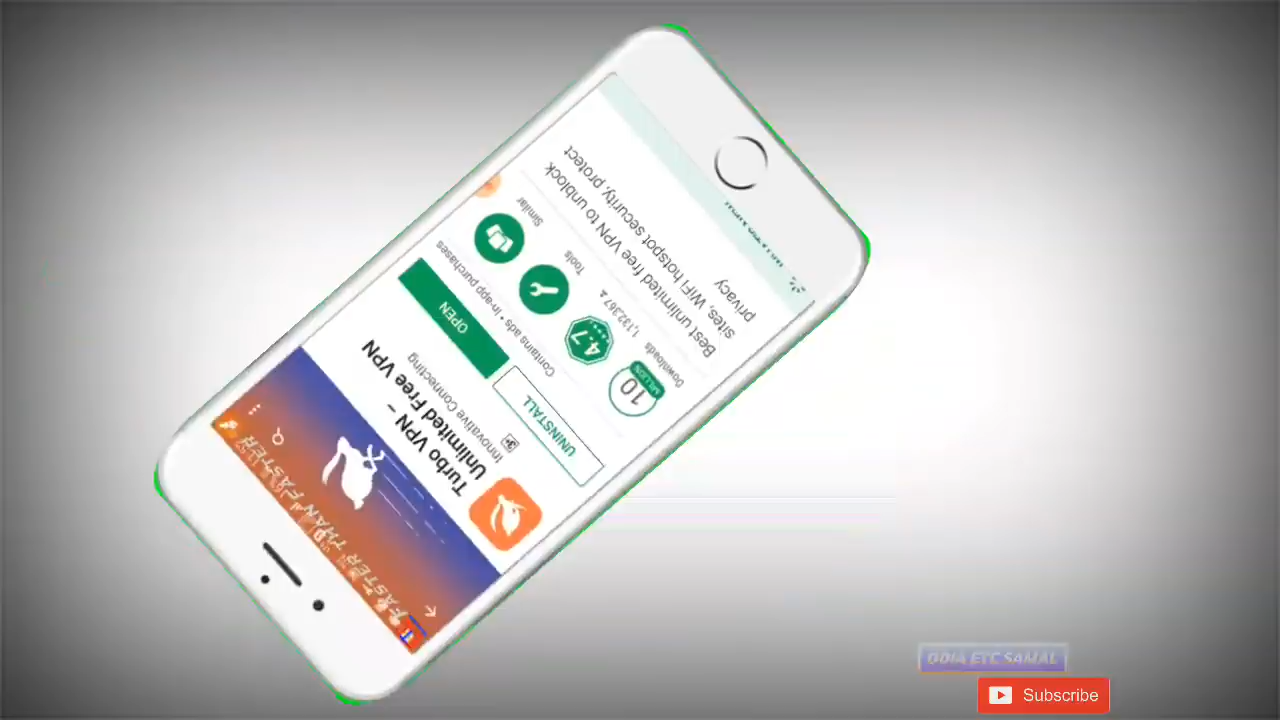 FASTER THAN FASTER
Turbo VPN –
Unlimited Free VPN
Innovative Connecting
3+
UNINSTALL
OPEN
Contains ads • In-app purchases
10
MILLION
Downloads
4.7
1,132,367
Tools
Similar
Best unlimited free VPN to unblock
sites, WiFi hotspot security, protect
privacy
ODIA ETC SAMAL
Subscribe